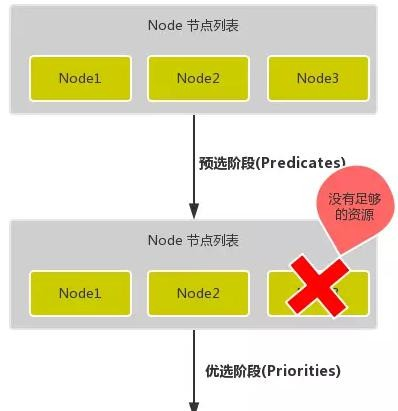 Node 节点列表
Node1
Node2
Node3
预选阶段(Predicates)
没有足够
的资源
Node 节点列表
Node1
Node2
优选阶段(Priorities)